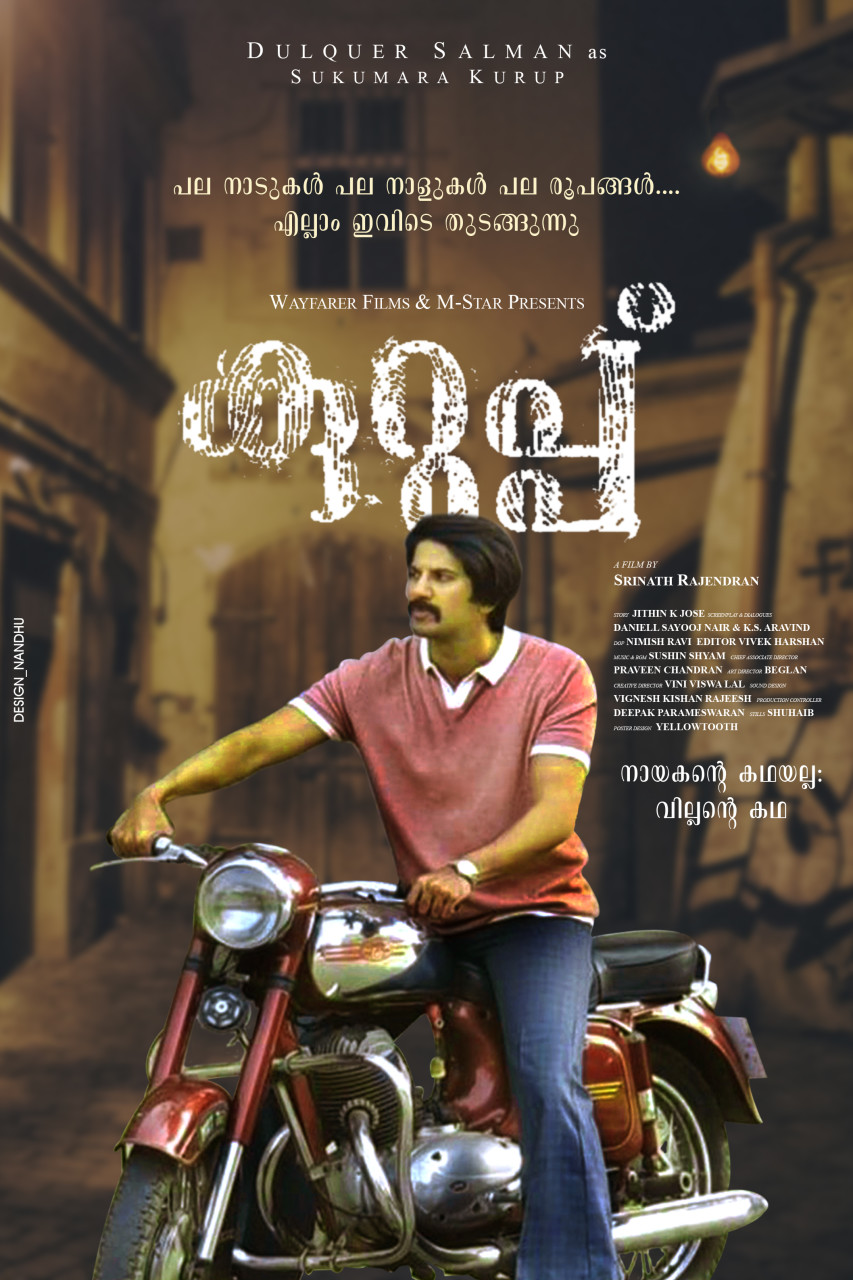 DULQUER SALMAN as
SUKUMARA KURUP
പല നാടുകൾ പല നാളുകൾ പല രൂപങ്ങൾ....
എല്ലാം ഇവിടെ തുടങ്ങുന്നു
WAYFARER FILMS & M-STAR PRESENTS
കുറുപ്പ്
A FILM BY
SRINATH RAJENDRAN
STORY JITHIN K JOSE SCREENPLAY & DIALOGUES
DANIELL SAYOOJ NAIR & K.S. ARAVIND
DOP NIMISH RAVI EDITOR VIVEK HARSHAN
MUSIC & BGM SUSHIN SHYAM CHIEF ASSOCIATE DIRECTOR
PRAVEEN CHANDRAN ART DIRECTOR BEGLAN
CREATIVE DIRECTOR VINI VISWA LAL SOUND DESIGN
VIGNESH KISHAN RAJEESH PRODUCTION CONTROLLER
DEEPAK PARAMESWARAN STILLS SHUHAIB
POSTER DESIGN YELLOWTOOTH
നായകന്റെ കഥയല്ല:
വില്ലന്റെ കഥ
DESIGN_NANDHU